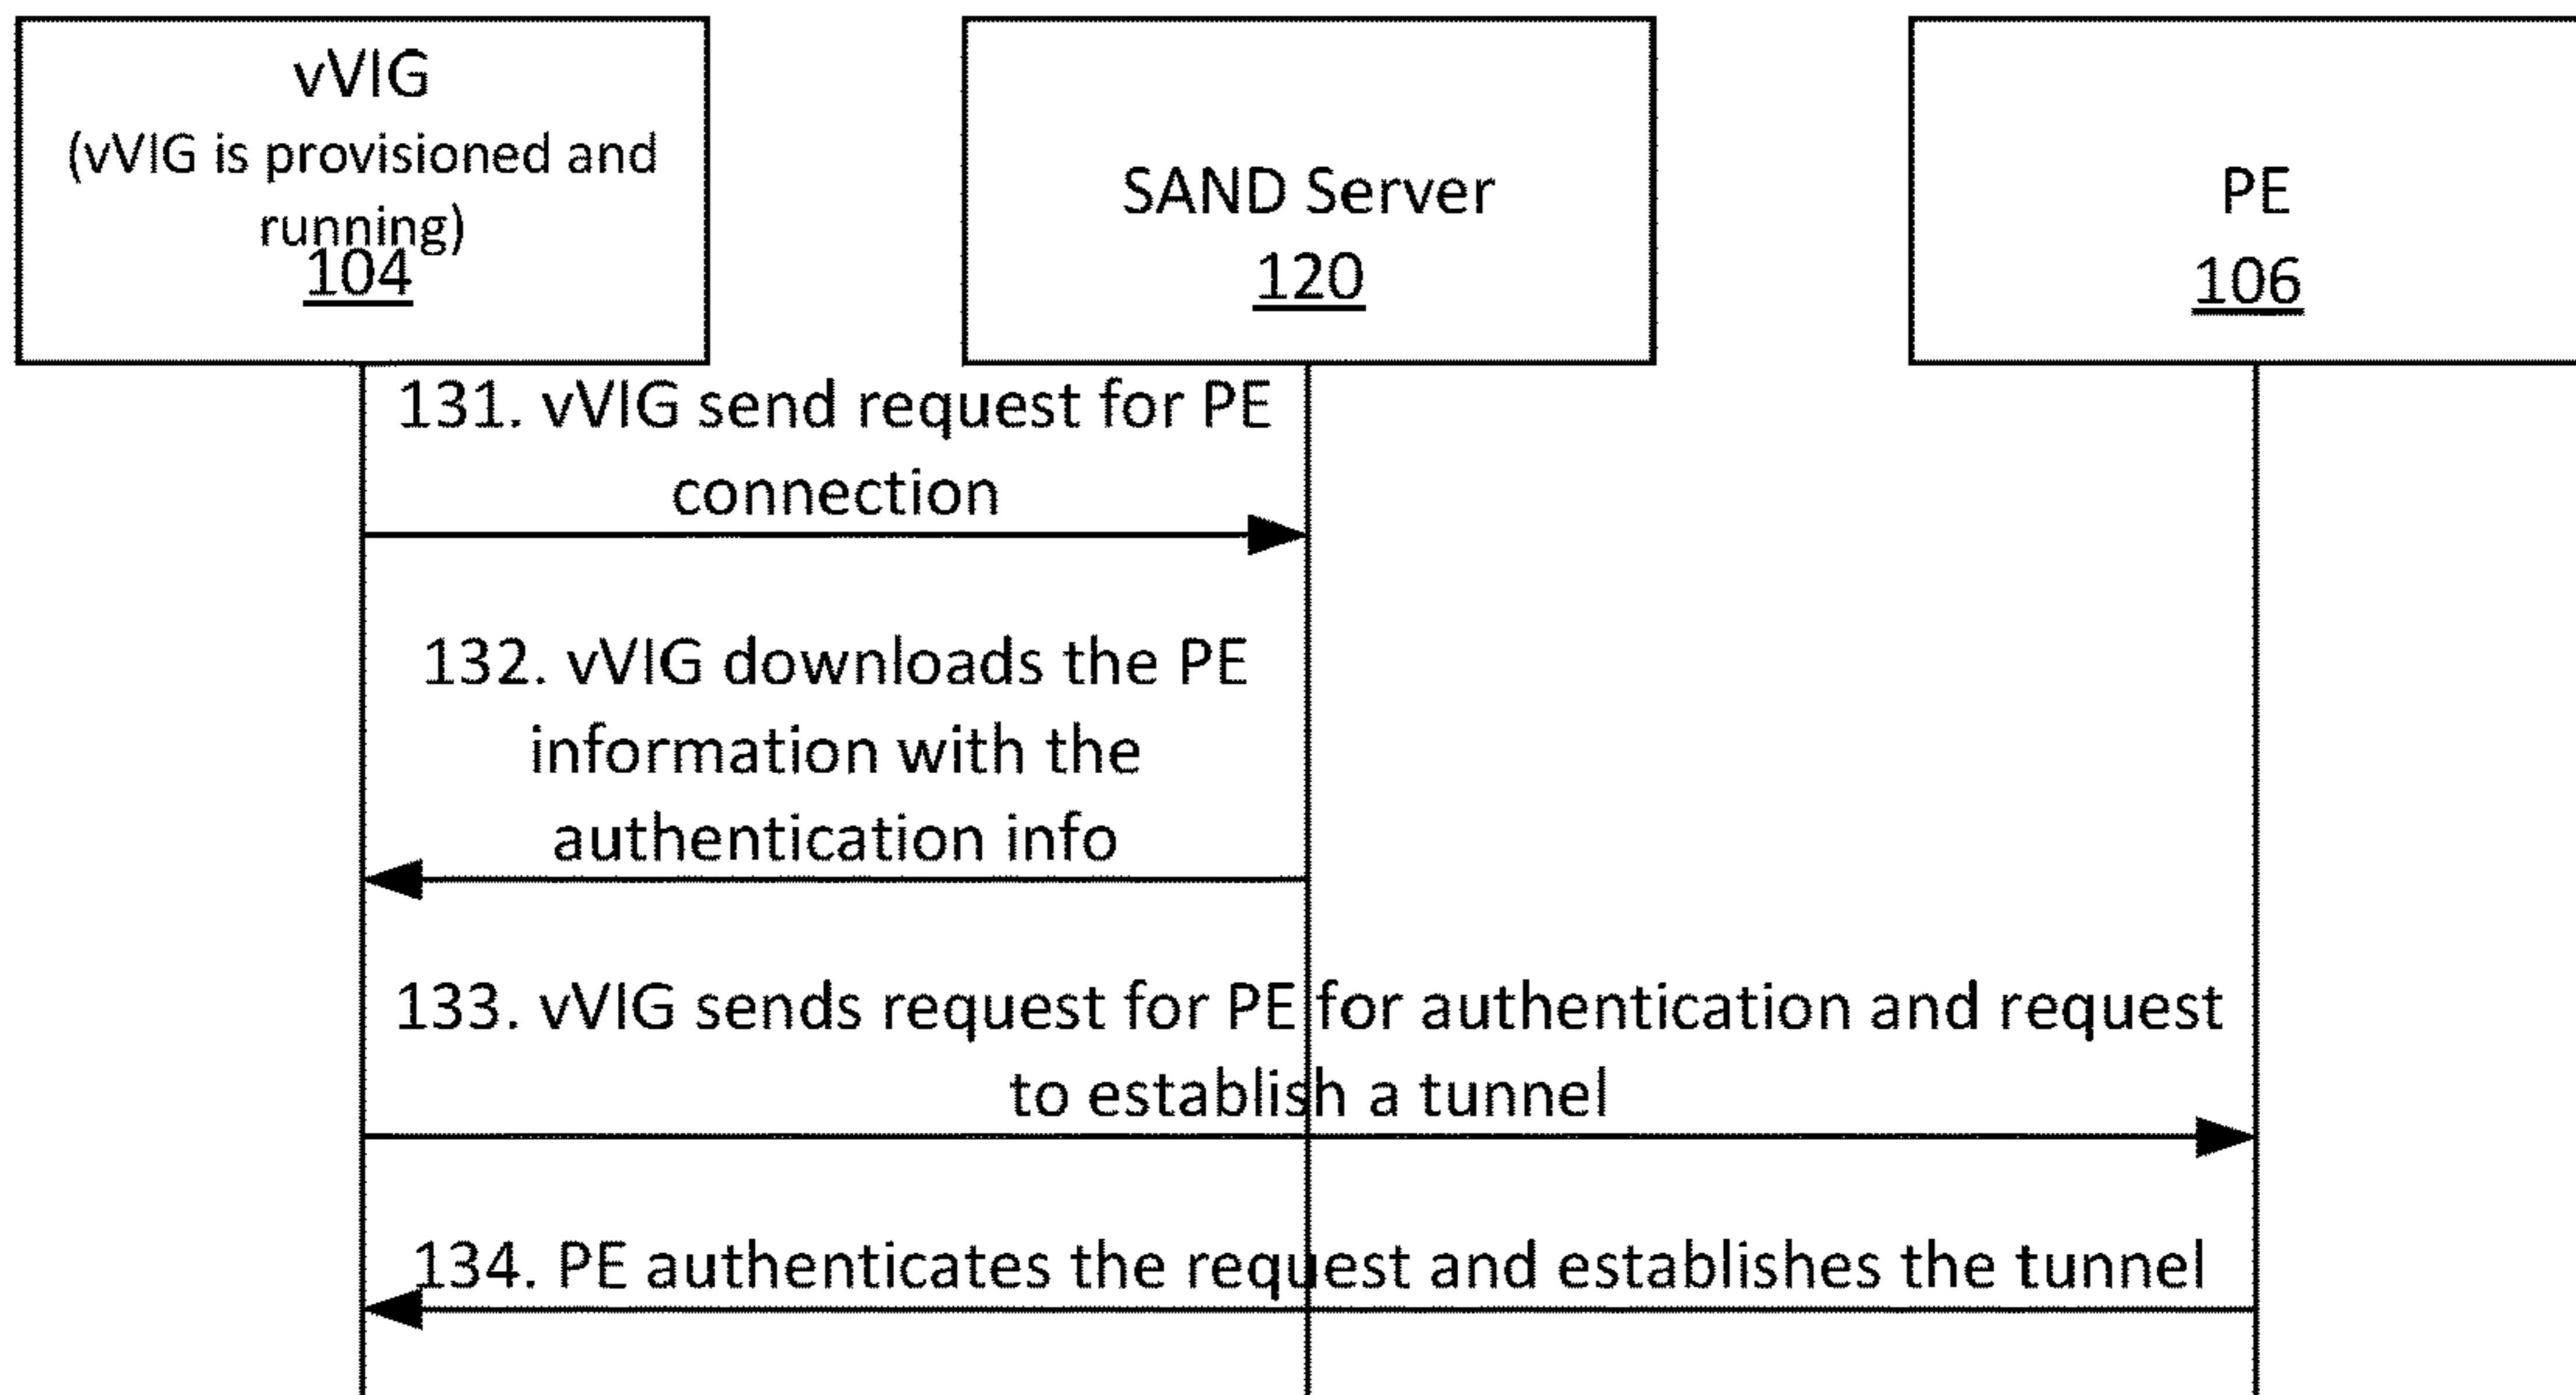 vVIG
(vVIG is provisioned and
running)
104
SAND Server
120
PE
106
131. vVIG send request for PE
connection
132. vVIG downloads the PE
information with the
authentication info
133. vVIG sends request for PE for authentication and request
to establish a tunnel
134. PE authenticates the request and establishes the tunnel